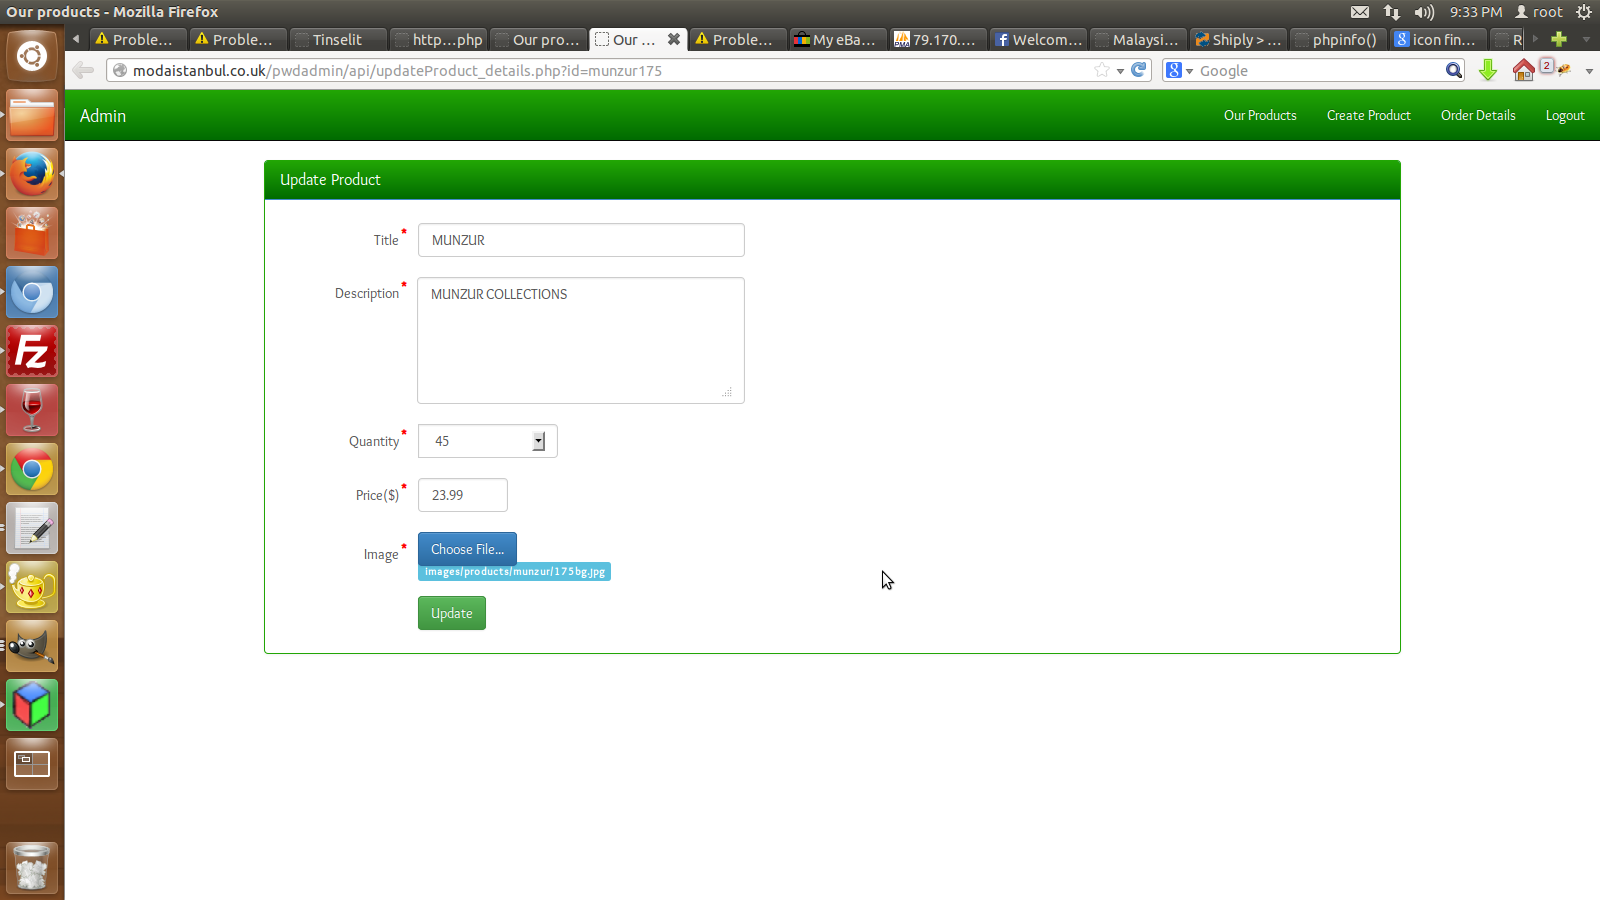 Our products - Mozilla Firefox
9:33 PM
root
Proble...
Proble...
Tinselit
http...php
Our pro...
Our ...
Proble...
My eBa...
79.170....
Welcom...
Malaysi...
Shiply > ...
phpinfo()
icon fin...
R
modaistanbul.co.uk/pwdadmin/api/updateProduct_details.php?id=munzur175
Google
2
Admin
Our Products
Create Product
Order Details
Logout
Update Product
Title *
MUNZUR
Description *
MUNZUR COLLECTIONS
Quantity *
45
Price($) *
23.99
Image *
Choose File...
images/products/munzur/175bg.jpg
Update